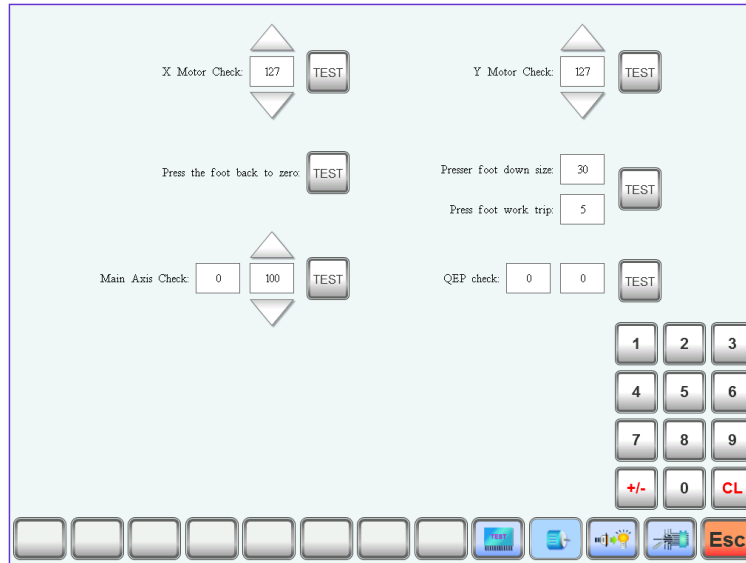 X Motor Check: 127 TEST
Y Motor Check: 127 TEST
Press the foot back to zero: TEST
Presser foot down size: 30
TEST
Press foot work trip: 5
Main Axis Check: 0 100 TEST
QEP check: 0 0 TEST
1 2 3
4 5 6
7 8 9
+/- 0 CL
TEST
Esc